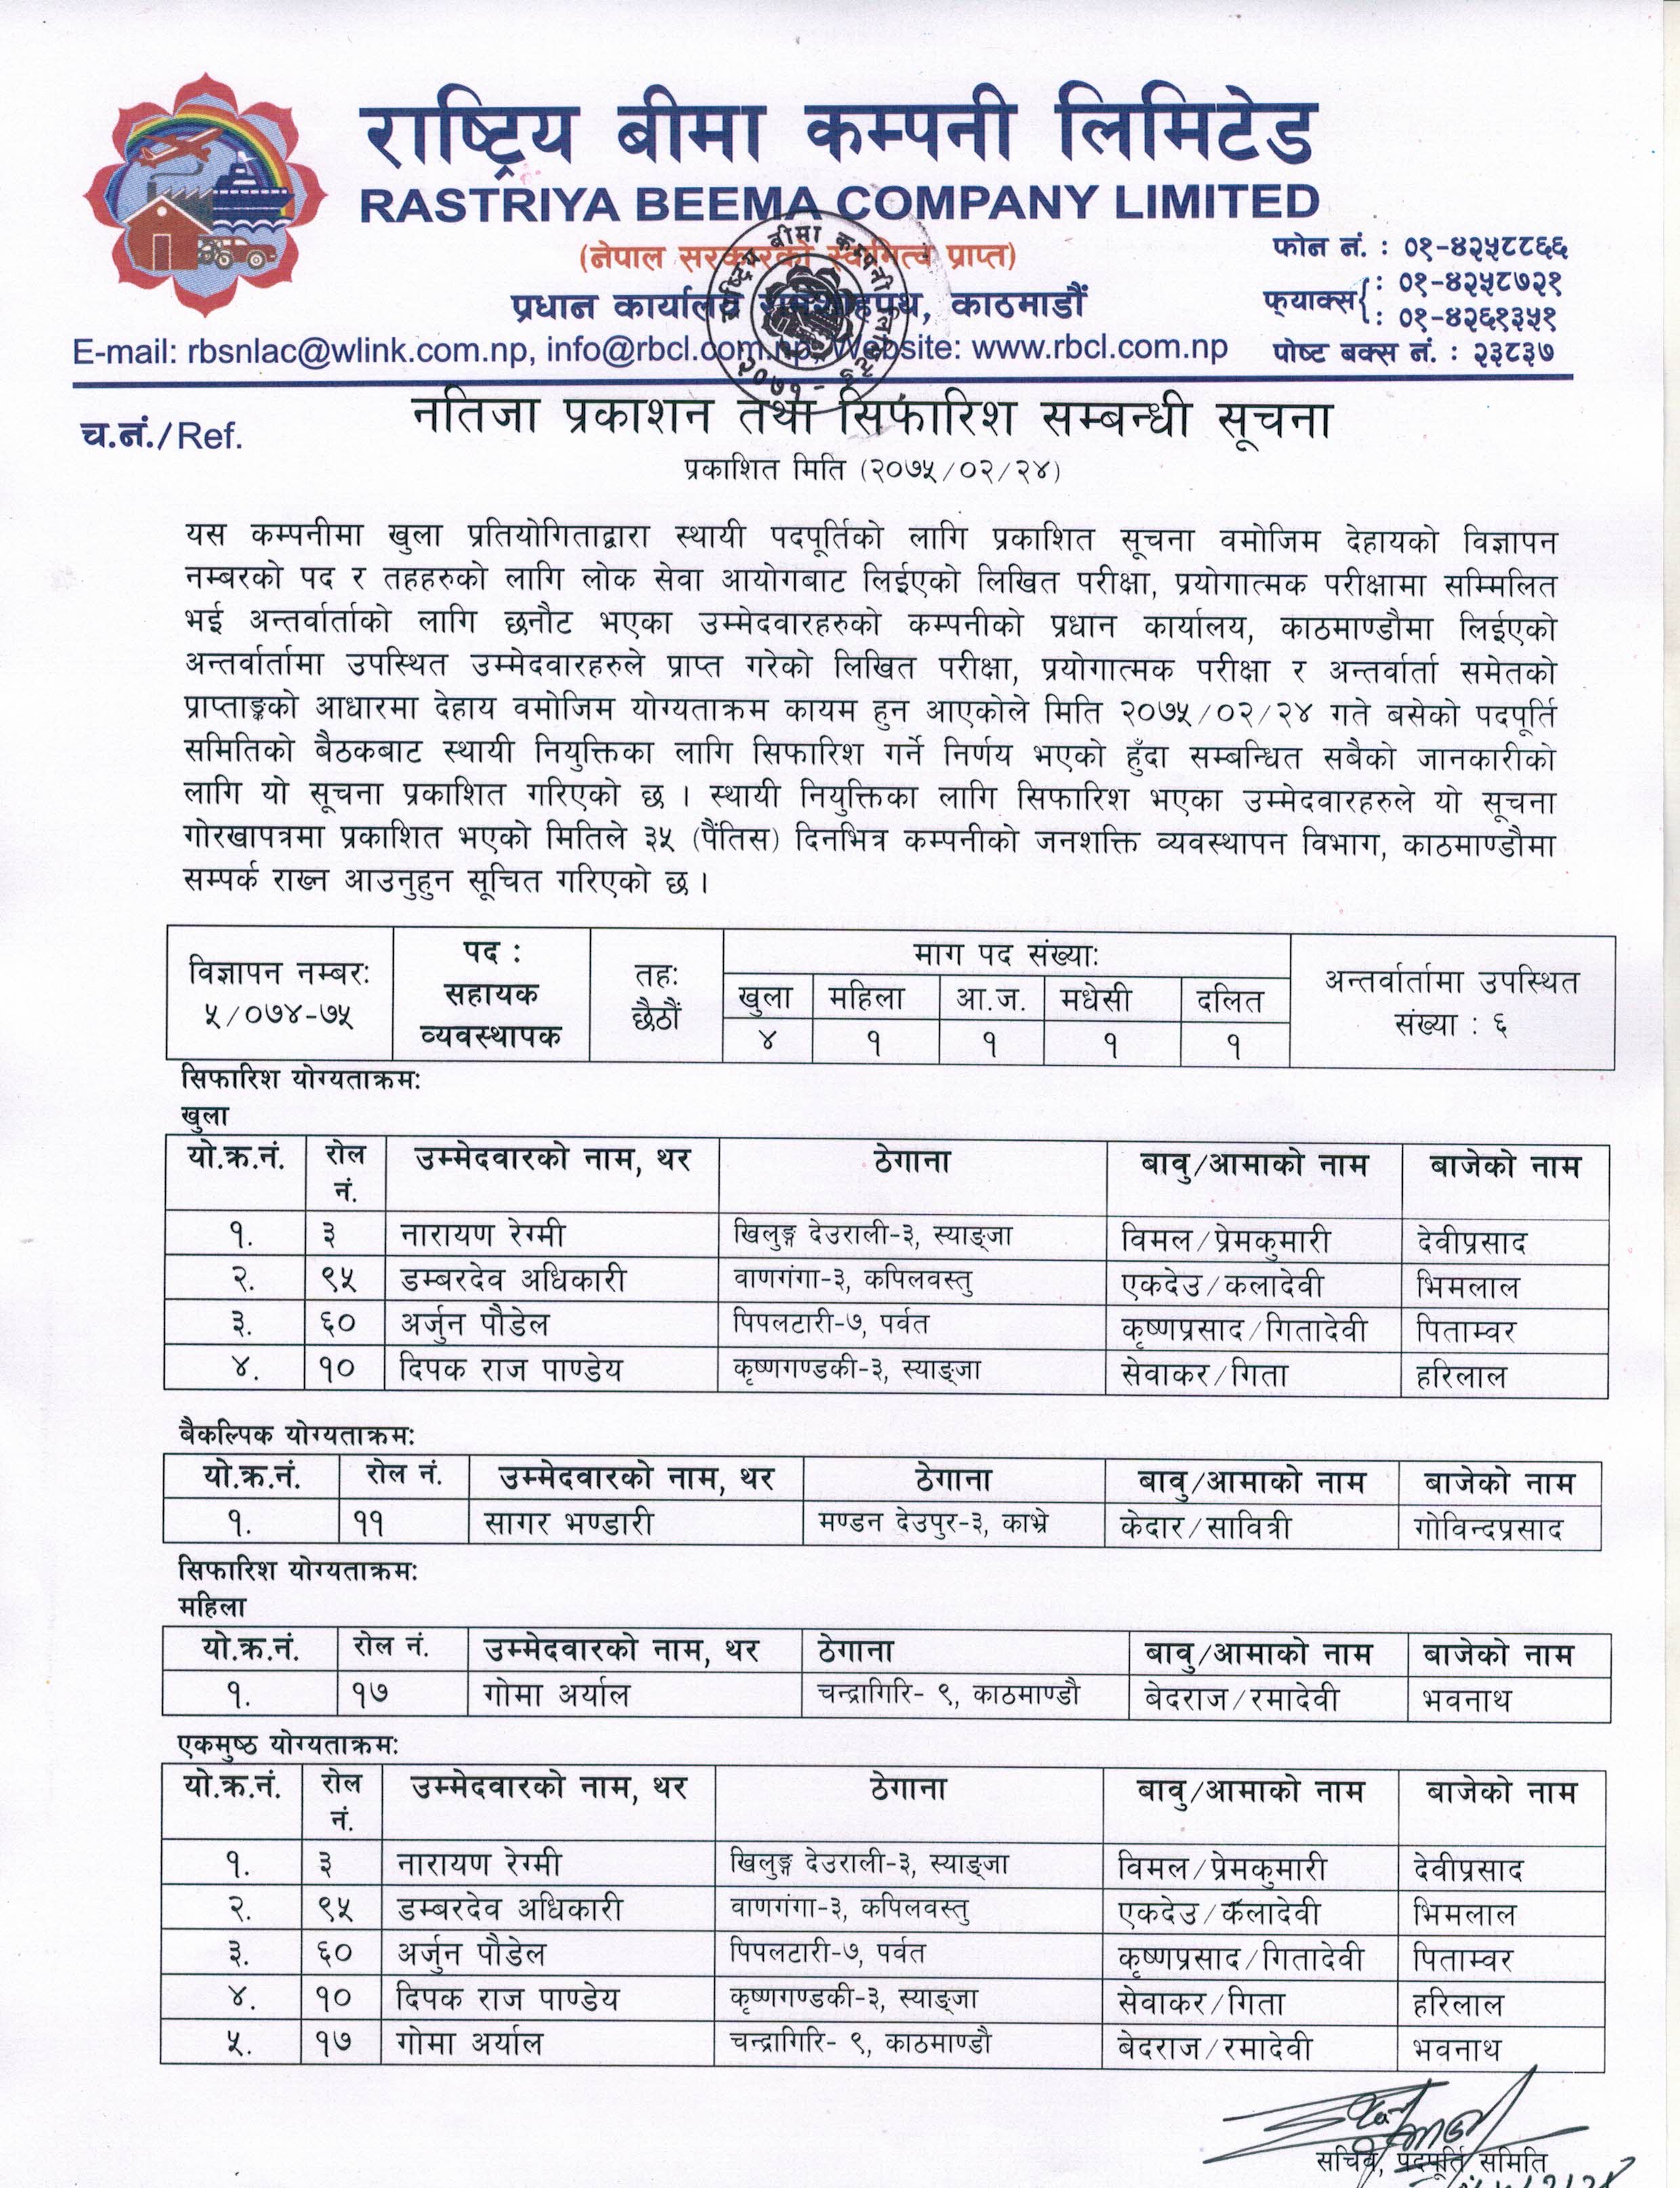 राष्ट्रिय बीमा कम्पनी लिमिटेड
RASTRIYA BEEMA COMPANY LIMITED
(नेपाल सरकारको स्वामित्व प्राप्त)
प्रधान कार्यालय रामशाहपथ, काठमाडौं
फोन नं. : ०१-४२५८८६६
फ्याक्स : ०१-४२५८७२१
: ०१-४२६१३५१
E-mail: rbsnlac@wlink.com.np, info@rbcl.com.np, Website: www.rbcl.com.np
पोष्ट बक्स नं. : २३८३७
राष्ट्रिय बीमा कम्पनी लिमिटेड
२०७१
च.नं./Ref.
नतिजा प्रकाशन तथा सिफारिश सम्बन्धी सूचना
प्रकाशित मिति (२०७५/०२/२४)
यस कम्पनीमा खुला प्रतियोगिताद्वारा स्थायी पदपूर्तिको लागि प्रकाशित सूचना वमोजिम देहायको विज्ञापन
नम्बरको पद र तहहरुको लागि लोक सेवा आयोगबाट लिईएको लिखित परीक्षा, प्रयोगात्मक परीक्षामा सम्मिलित
भई अन्तर्वार्ताको लागि छनौट भएका उम्मेदवारहरुको कम्पनीको प्रधान कार्यालय, काठमाण्डौमा लिईएको
अन्तर्वार्तामा उपस्थित उम्मेदवारहरुले प्राप्त गरेको लिखित परीक्षा, प्रयोगात्मक परीक्षा र अन्तर्वार्ता समेतको
प्राप्ताङ्कको आधारमा देहाय वमोजिम योग्यताक्रम कायम हुन आएकोले मिति २०७५/०२/२४ गते बसेको पदपूर्ति
समितिको बैठकबाट स्थायी नियुक्तिका लागि सिफारिश गर्ने निर्णय भएको हुँदा सम्बन्धित सबैको जानकारीको
लागि यो सूचना प्रकाशित गरिएको छ । स्थायी नियुक्तिका लागि सिफारिश भएका उम्मेदवारहरुले यो सूचना
गोरखापत्रमा प्रकाशित भएको मितिले ३५ (पैंतिस) दिनभित्र कम्पनीको जनशक्ति व्यवस्थापन विभाग, काठमाण्डौमा
सम्पर्क राख्न आउनुहुन सूचित गरिएको छ ।
विज्ञापन नम्बर: ५/०७४-७५ पद : सहायक व्यवस्थापक तह: छैठौं माग पद संख्या: अन्तर्वार्तामा उपस्थित संख्या : ६
खुला महिला आ.ज. मधेसी दलित
४ १ १ १ १
सिफारिश योग्यताक्रम:
खुला
यो.क्र.नं. रोल नं. उम्मेदवारको नाम, थर ठेगाना बावु/आमाको नाम बाजेको नाम
१. ३ नारायण रेग्मी खिलुङ्ग देउराली-३, स्याङ्जा विमल/प्रेमकुमारी देवीप्रसाद
२. ९५ डम्बरदेव अधिकारी वाणगंगा-३, कपिलवस्तु एकदेउ/कलादेवी भिमलाल
३. ६० अर्जुन पौडेल पिपलटारी-७, पर्वत कृष्णप्रसाद/गितादेवी पिताम्वर
४. १० दिपक राज पाण्डेय कृष्णगण्डकी-३, स्याङ्जा सेवाकर/गिता हरिलाल
बैकल्पिक योग्यताक्रम:
यो.क्र.नं. रोल नं. उम्मेदवारको नाम, थर ठेगाना बावु/आमाको नाम बाजेको नाम
१. ११ सागर भण्डारी मण्डन देउपुर-३, काभ्रे केदार/सावित्री गोविन्दप्रसाद
सिफारिश योग्यताक्रम:
महिला
यो.क्र.नं. रोल नं. उम्मेदवारको नाम, थर ठेगाना बावु/आमाको नाम बाजेको नाम
१. १७ गोमा अर्याल चन्द्रागिरि- ९, काठमाण्डौ बेदराज/रमादेवी भवनाथ
एकमुष्ठ योग्यताक्रम:
यो.क्र.नं. रोल नं. उम्मेदवारको नाम, थर ठेगाना बावु/आमाको नाम बाजेको नाम
१. ३ नारायण रेग्मी खिलुङ्ग देउराली-३, स्याङ्जा विमल/प्रेमकुमारी देवीप्रसाद
२. ९५ डम्बरदेव अधिकारी वाणगंगा-३, कपिलवस्तु एकदेउ/कलादेवी भिमलाल
३. ६० अर्जुन पौडेल पिपलटारी-७, पर्वत कृष्णप्रसाद/गितादेवी पिताम्वर
४. १० दिपक राज पाण्डेय कृष्णगण्डकी-३, स्याङ्जा सेवाकर/गिता हरिलाल
५. १७ गोमा अर्याल चन्द्रागिरि- ९, काठमाण्डौ बेदराज/रमादेवी भवनाथ
सचिव, पदपूर्ति समिति